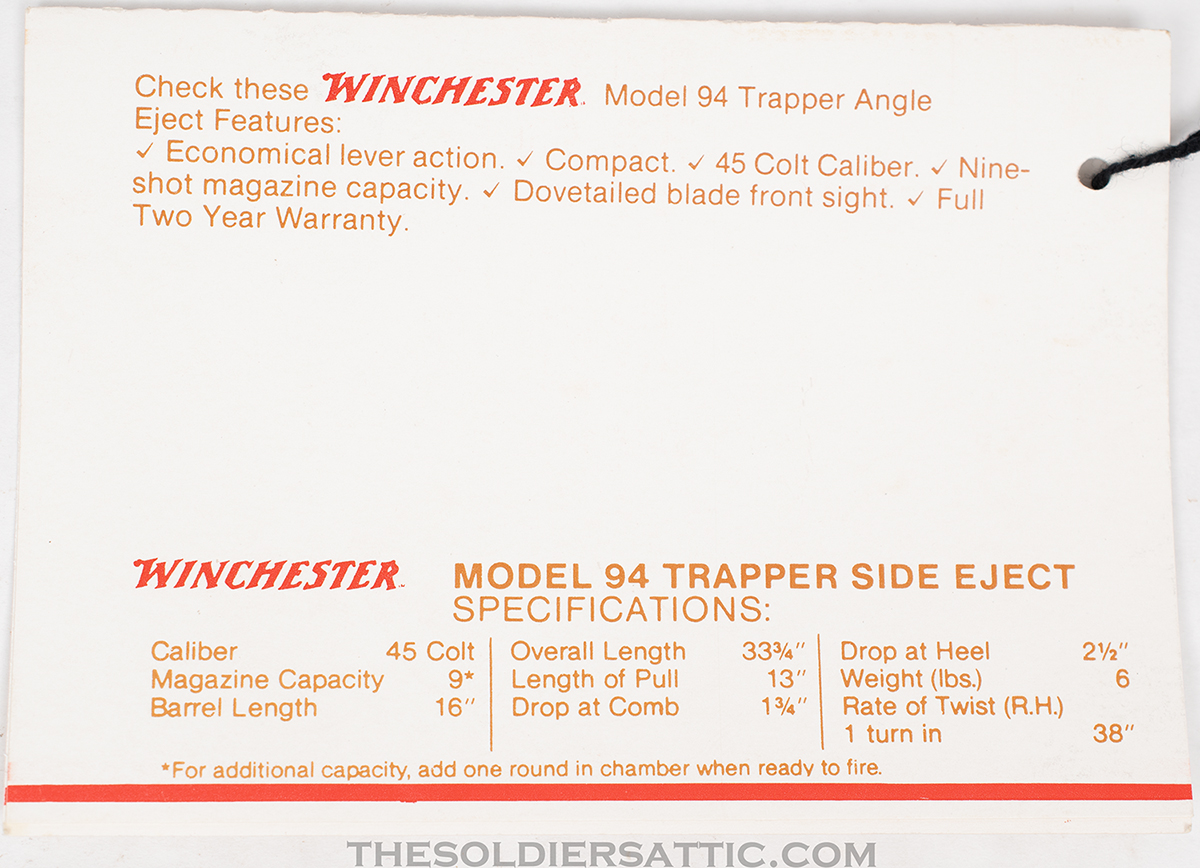 Check these WINCHESTER. Model 94 Trapper Angle
Eject Features:
✓ Economical lever action. ✓ Compact. ✓ 45 Colt Caliber. ✓ Nine-
shot magazine capacity. ✓ Dovetailed blade front sight. ✓ Full
Two Year Warranty.
WINCHESTER™ MODEL 94 TRAPPER SIDE EJECT
SPECIFICATIONS:
Caliber 45 Colt
Magazine Capacity 9*
Barrel Length 16"
Overall Length 33¾"
Length of Pull 13"
Drop at Comb 1¾"
Drop at Heel 2½"
Weight (lbs.) 6
Rate of Twist (R.H.)
1 turn in 38"
*For additional capacity, add one round in chamber when ready to fire.
THESOLDIERSATTIC.COM